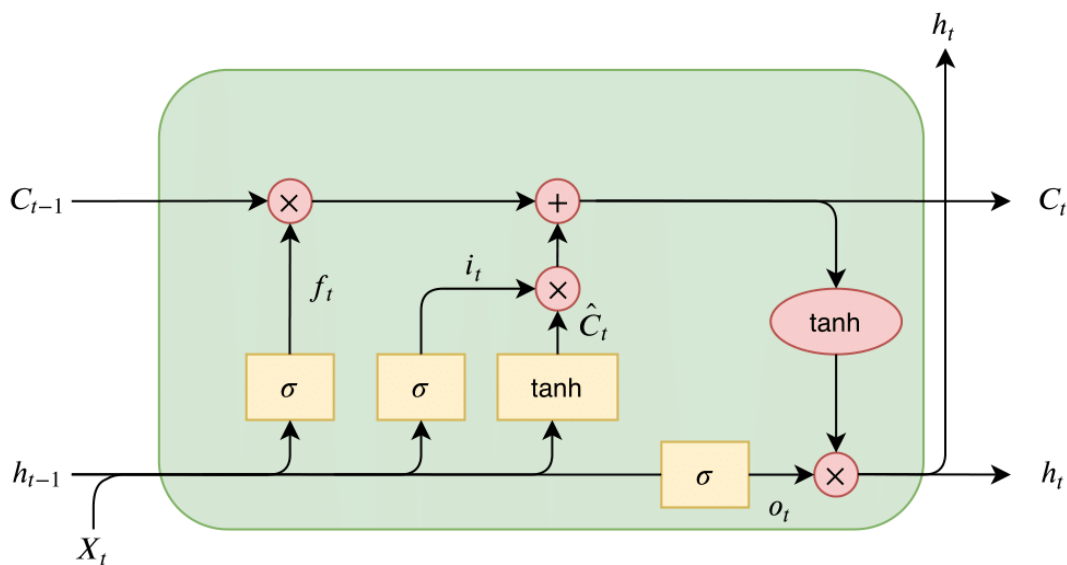 h_t
C_{t-1} × + C_t
i_t
f_t × Ĉ_t tanh
σ σ tanh
h_{t-1} σ × h_t
o_t
X_t